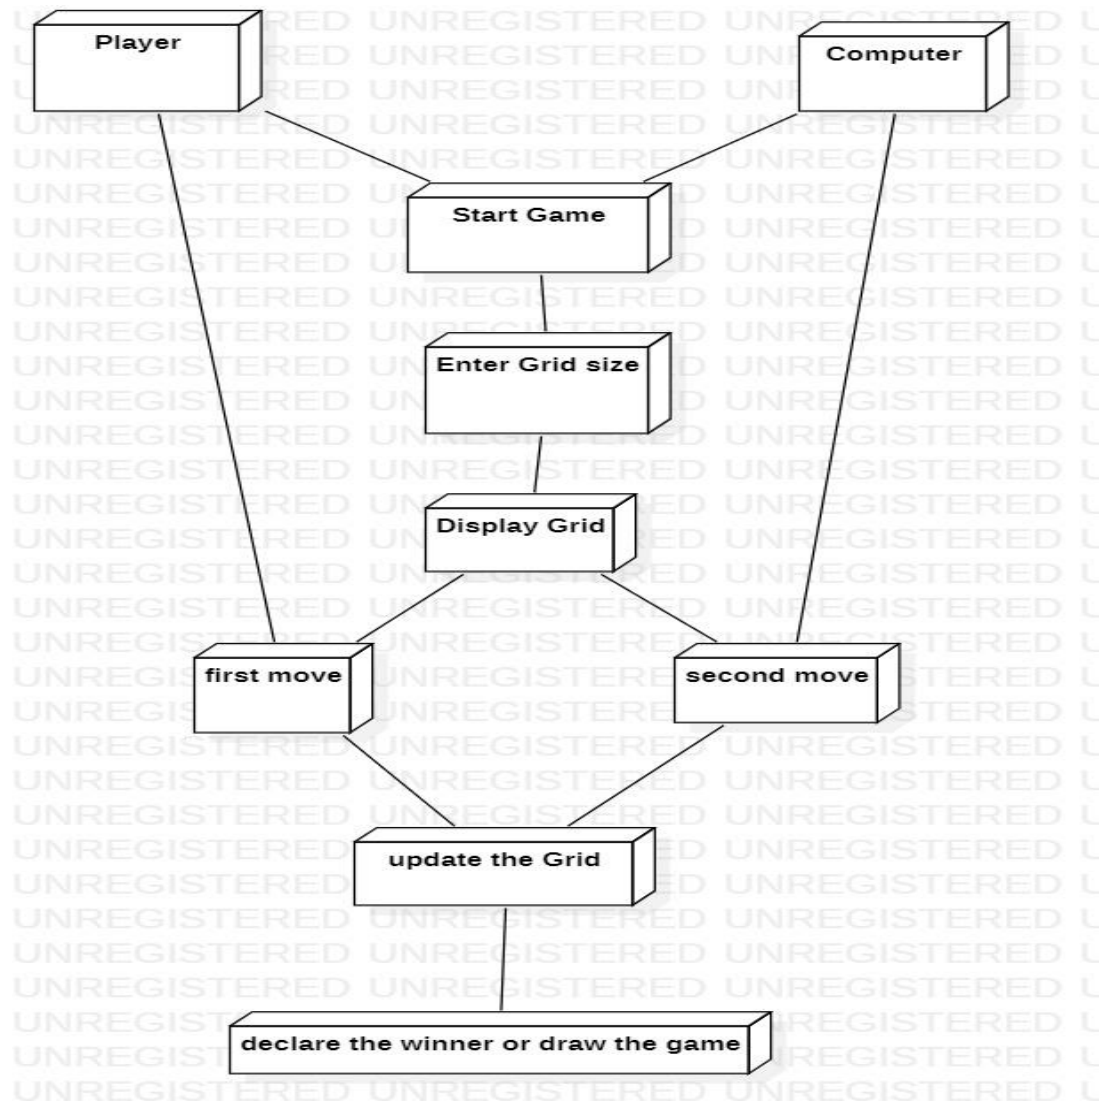 Player
Computer
Start Game
Enter Grid size
Display Grid
first move
second move
update the Grid
declare the winner or draw the game
UNREGISTERED